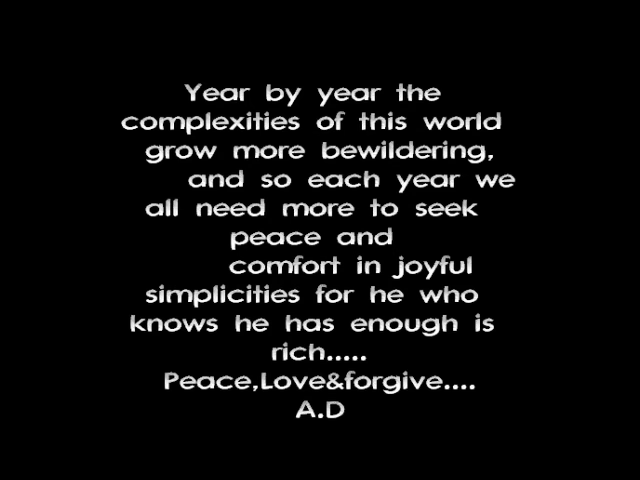 Year by year the
complexities of this world
grow more bewildering,
and so each year we
all need more to seek
peace and
comfort in joyful
simplicities for he who
knows he has enough is
rich.....
Peace,Love&forgive....
A.D